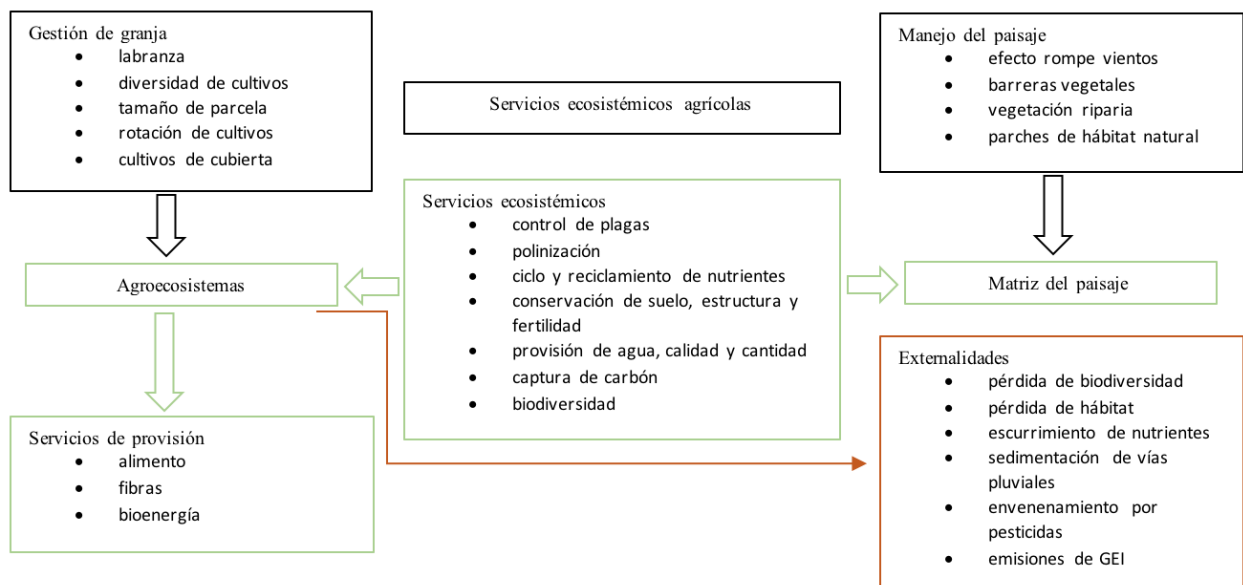 Gestión de granja
• labranza
• diversidad de cultivos
• tamaño de parcela
• rotación de cultivos
• cultivos de cubierta
Servicios ecosistémicos agrícolas
Manejo del paisaje
• efecto rompe vientos
• barreras vegetales
• vegetación riparia
• parches de hábitat natural
Agroecosistemas
Servicios ecosistémicos
• control de plagas
• polinización
• ciclo y reciclamiento de nutrientes
• conservación de suelo, estructura y
fertilidad
• provisión de agua, calidad y cantidad
• captura de carbón
• biodiversidad
Matriz del paisaje
Servicios de provisión
• alimento
• fibras
• bioenergía
Externalidades
• pérdida de biodiversidad
• pérdida de hábitat
• escurrimiento de nutrientes
• sedimentación de vías
pluviales
• envenenamiento por
pesticidas
• emisiones de GEI